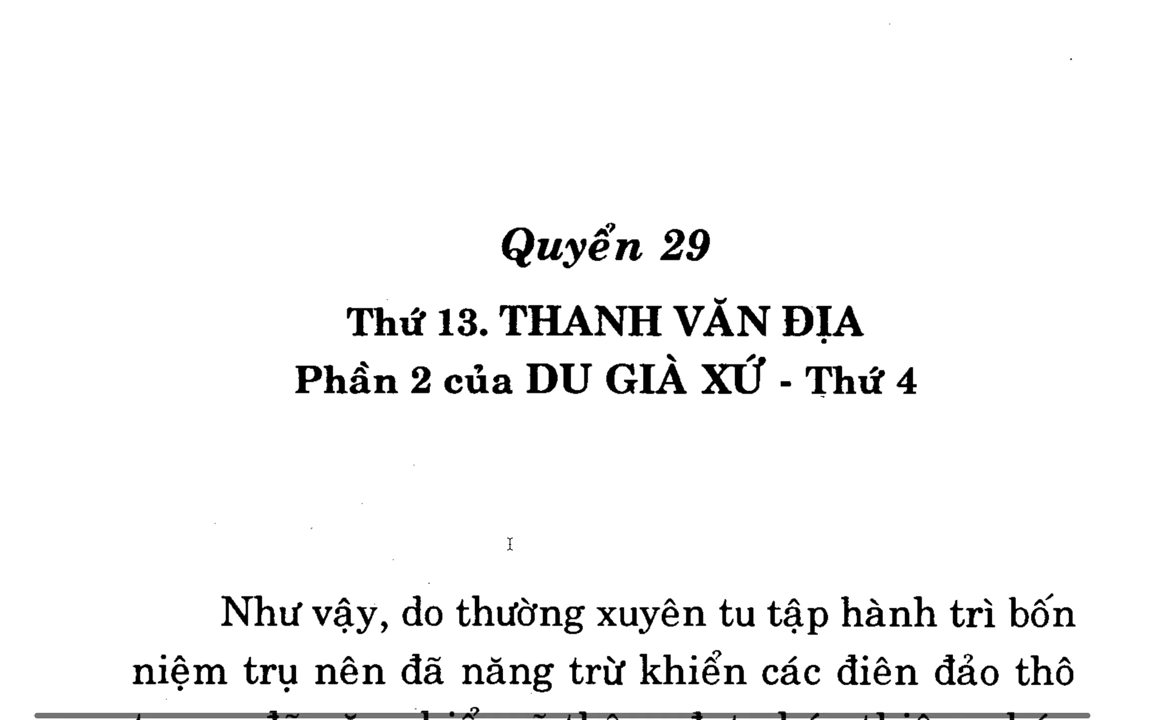 Quyển 29
Thứ 13. THANH VĂN ĐỊA
Phần 2 của DU GIÀ XỨ - Thứ 4
Như vậy, do thường xuyên tu tập hành trì bốn
niệm trụ nên đã năng trừ khiển các điên đảo thô